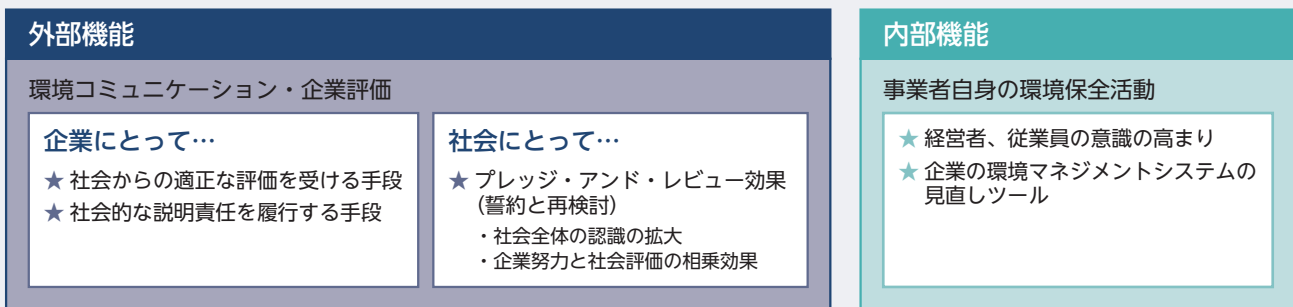 外部機能
環境コミュニケーション・企業評価
企業にとって…
★ 社会からの適正な評価を受ける手段
★ 社会的な説明責任を履行する手段
社会にとって…
★ プレッジ・アンド・レビュー効果
(誓約と再検討)
・社会全体の認識の拡大
・企業努力と社会評価の相乗効果
内部機能
事業者自身の環境保全活動
★ 経営者、従業員の意識の高まり
★ 企業の環境マネジメントシステムの
見直しツール